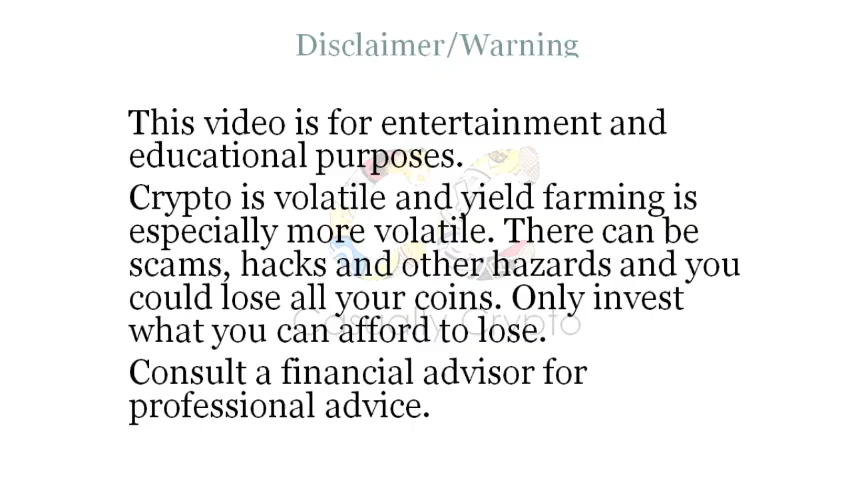 Disclaimer/Warning
This video is for entertainment and
educational purposes.
Crypto is volatile and yield farming is
especially more volatile. There can be
scams, hacks and other hazards and you
could lose all your coins. Only invest
what you can afford to lose.
Casually Crypto
Consult a financial advisor for
professional advice.